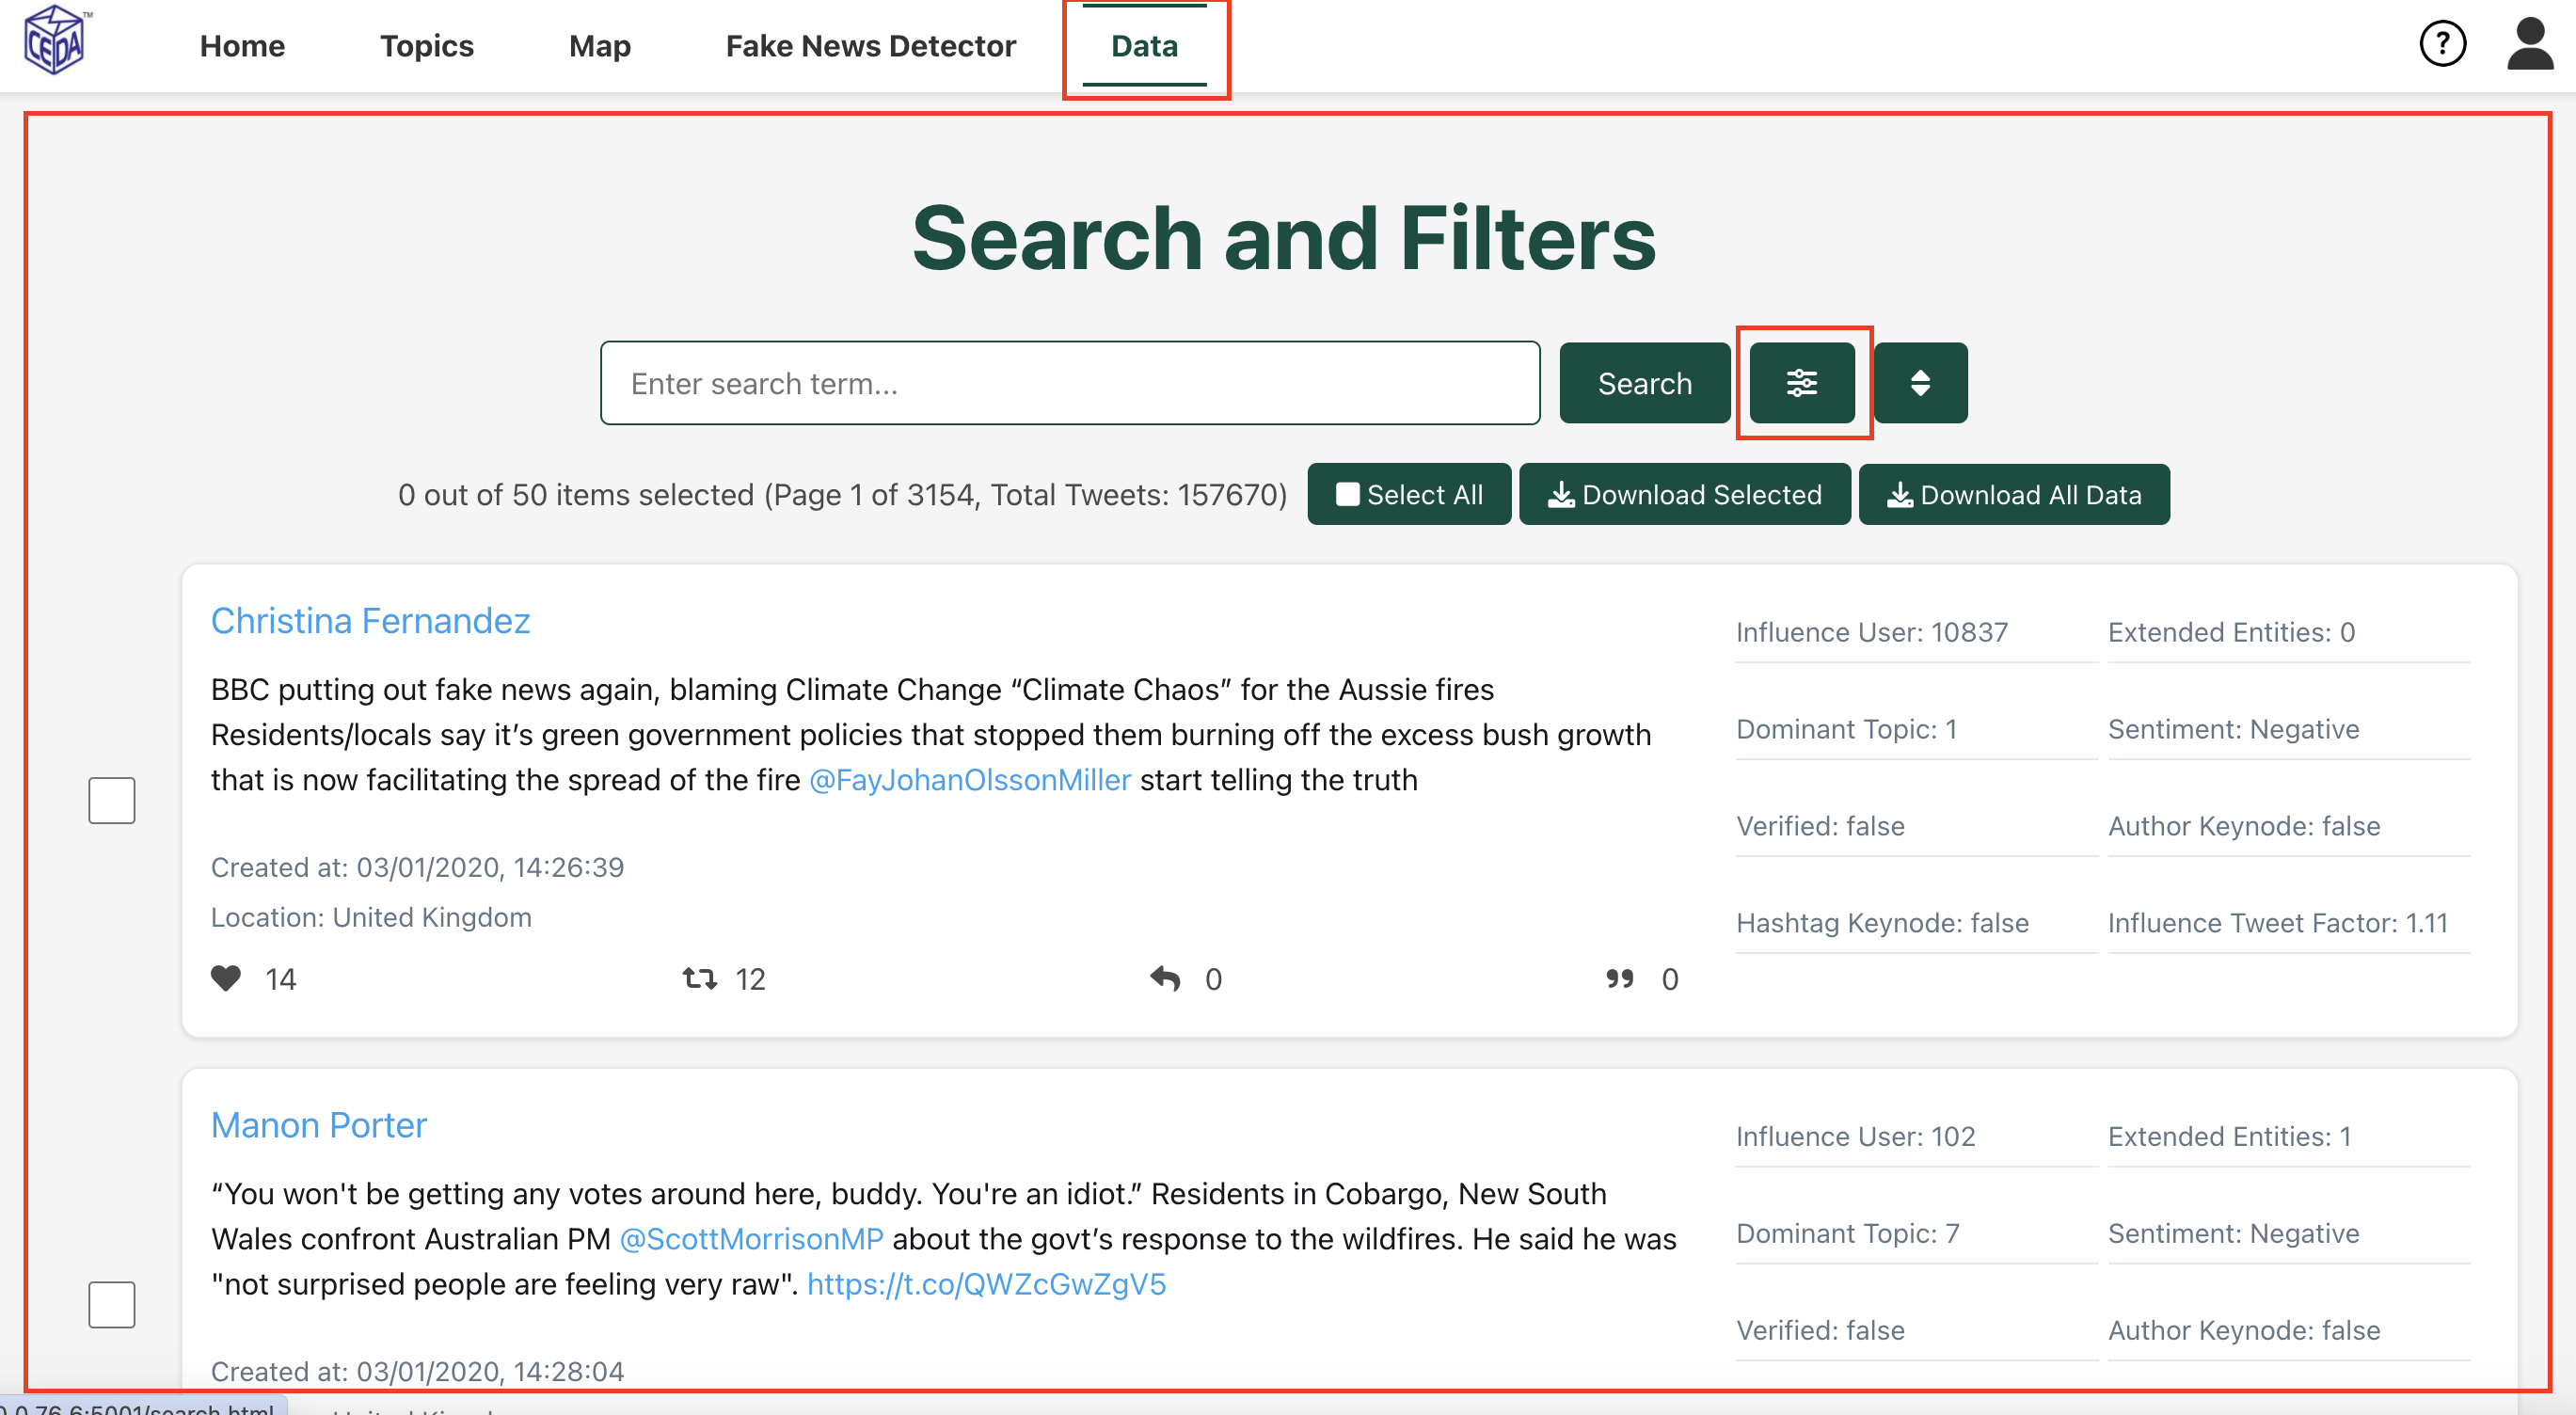 CEDA™
Home Topics Map Fake News Detector Data ?
Search and Filters
Enter search term... Search
0 out of 50 items selected (Page 1 of 3154, Total Tweets: 157670) Select All Download Selected Download All Data
Christina Fernandez
BBC putting out fake news again, blaming Climate Change “Climate Chaos” for the Aussie fires
Residents/locals say it’s green government policies that stopped them burning off the excess bush growth
that is now facilitating the spread of the fire @FayJohanOlssonMiller start telling the truth
Created at: 03/01/2020, 14:26:39
Location: United Kingdom
14 12 0 0
Influence User: 10837 Extended Entities: 0
Dominant Topic: 1 Sentiment: Negative
Verified: false Author Keynode: false
Hashtag Keynode: false Influence Tweet Factor: 1.11
Manon Porter
“You won't be getting any votes around here, buddy. You're an idiot.” Residents in Cobargo, New South
Wales confront Australian PM @ScottMorrisonMP about the govt’s response to the wildfires. He said he was
"not surprised people are feeling very raw". https://t.co/QWZcGwZgV5
Created at: 03/01/2020, 14:28:04
Influence User: 102 Extended Entities: 1
Dominant Topic: 7 Sentiment: Negative
Verified: false Author Keynode: false
0.76.6:5001/search.html